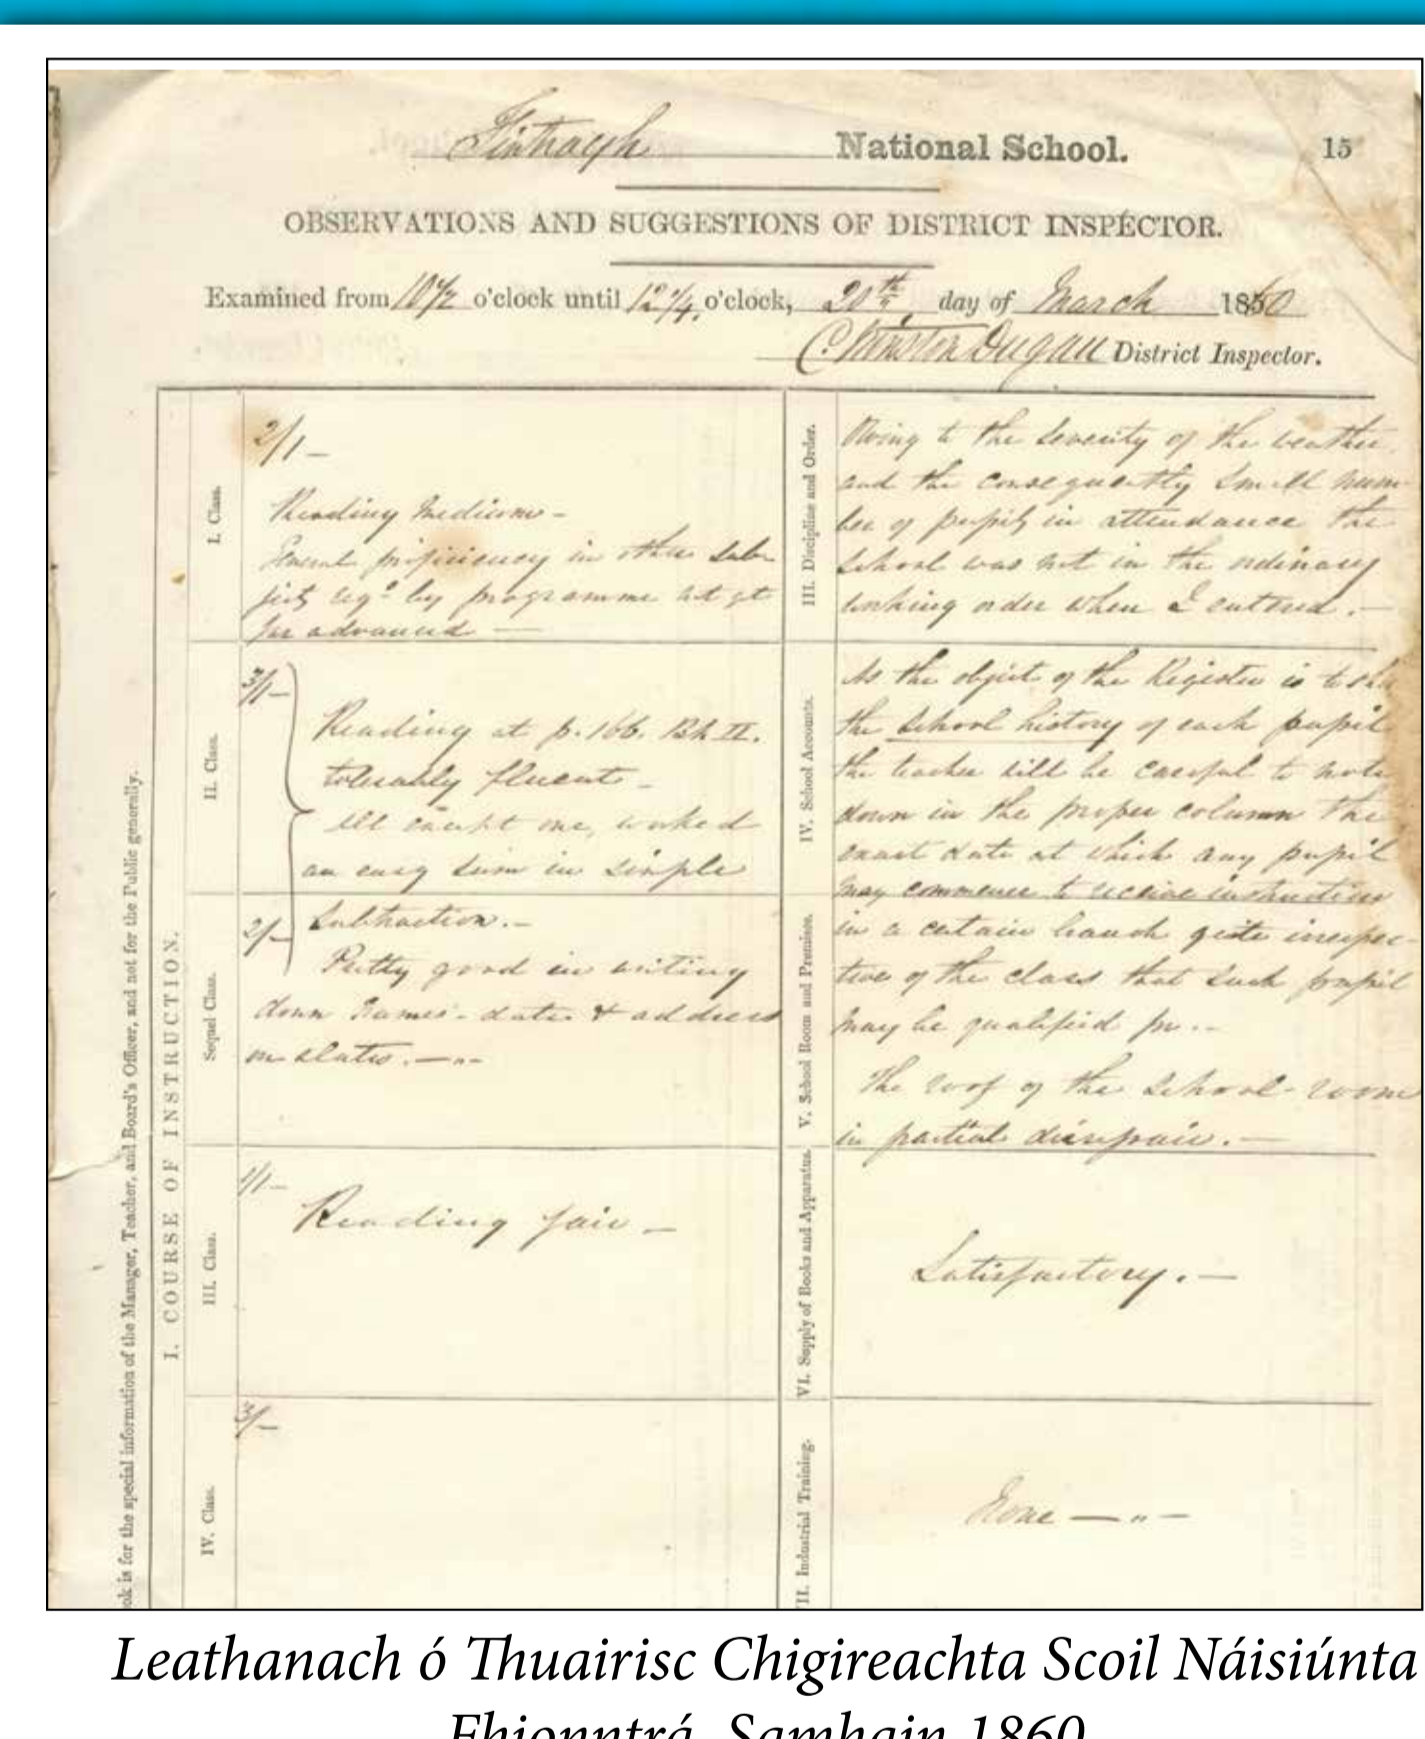 Fintragh National School. 15
OBSERVATIONS AND SUGGESTIONS OF DISTRICT INSPECTOR.
Examined from 10½ o'clock until 12¼ o'clock, 20th day of March 1860
C. Winston Dugan District Inspector.
I. COURSE OF INSTRUCTION.
I. Class.
2/1 –
Reading medium –
General proficiency in other sub-
jects reqd by programme not yet
far advanced —
II. Class.
3/1 –
Reading at p. 166. Bk II.
tolerably fluent –
All except one, worked
an easy sum in simple
Sequel Class.
2/–
Subtraction. –
Pretty good in writing
down names – date & address
on slates. — " –
III. Class.
1/1 –
Reading fair –
IV. Class.
3/–
III. Discipline and Order.
Owing to the severity of the weather
and the consequently small num-
ber of pupils in attendance the
school was not in the ordinary
working order when I entered. –
IV. School Accounts.
As the object of the Register is to
the school history of each pupil
the teacher will be careful to note
down in the proper column the
exact date at which any pupil
may commence to receive instruction
V. School Room and Premises.
in a certain branch quite irrespec-
tive of the class that such pupil
may be qualified for. –
The roof of the School-room
in partial disrepair. —
VI. Supply of Books and Apparatus.
Satisfactory. —
II. Industrial Training.
None — " —
ok is for the special information of the Manager, Teacher, and Board's Officer, and not for the Public generally.
Leathanach ó Thuairisc Chigireachta Scoil Náisiúnta
Fhionntrá, Samhain 1860